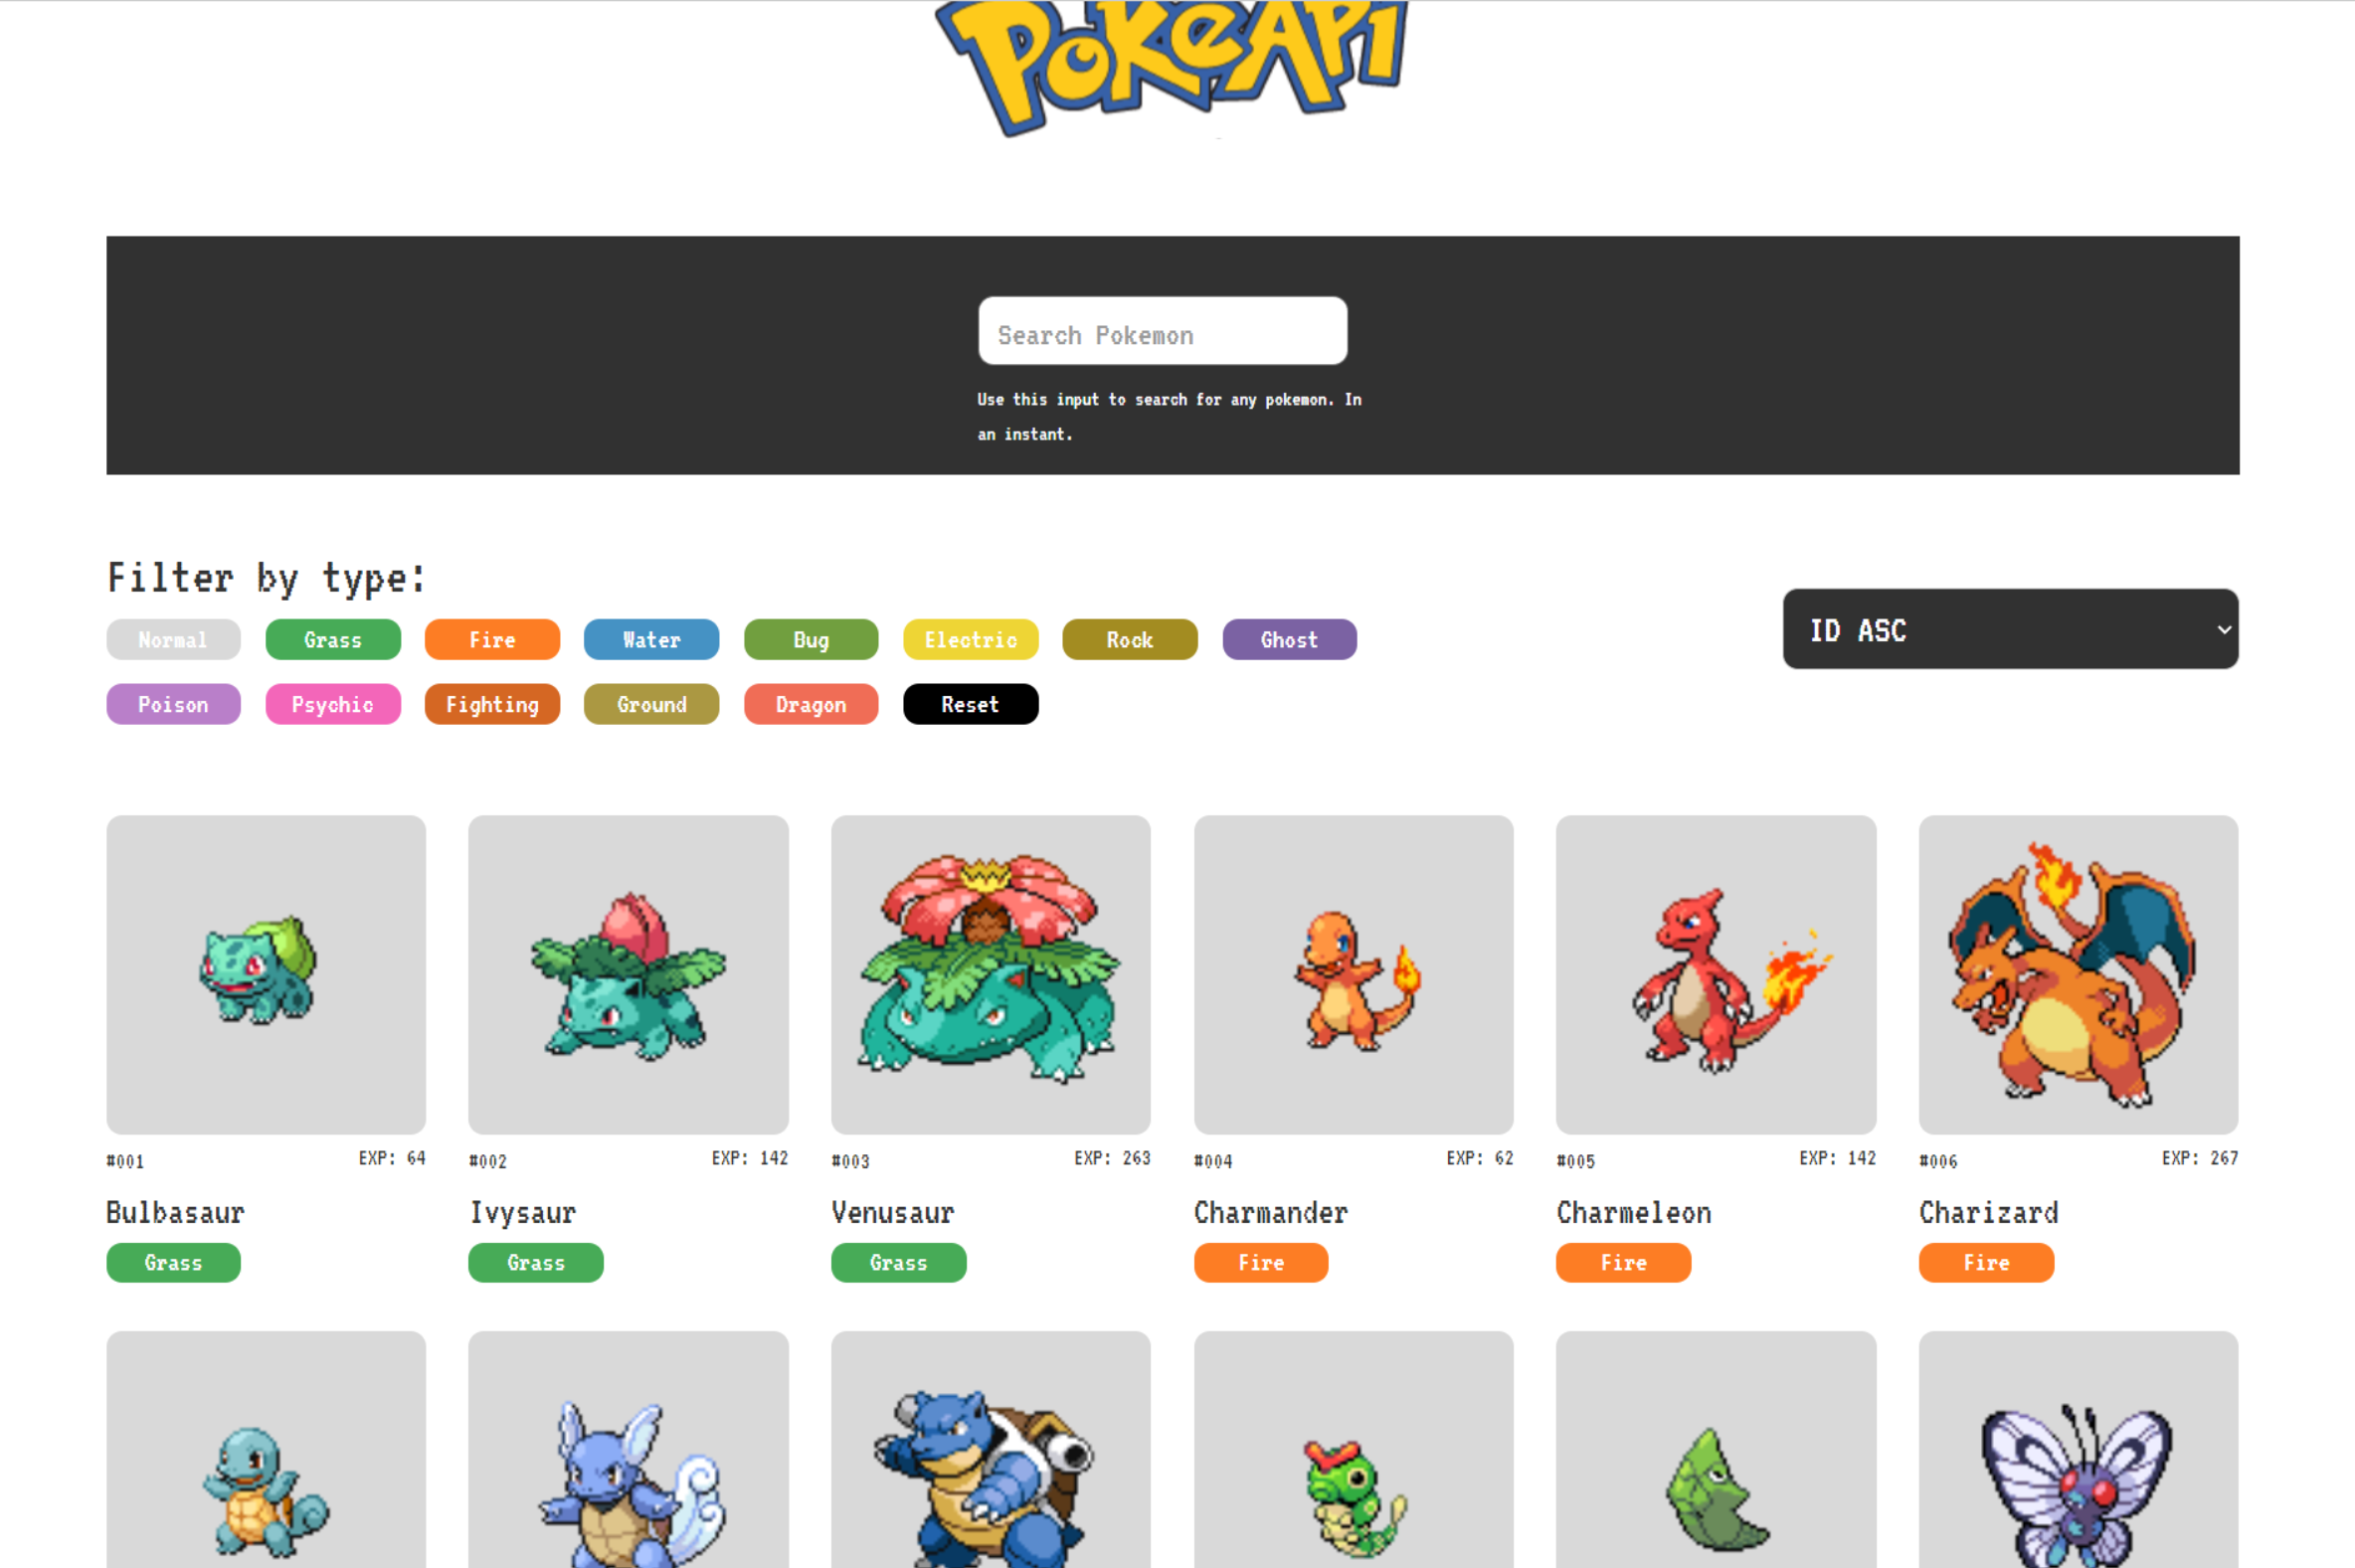 PokeAPI
Search Pokemon
Use this input to search for any pokemon. In
an instant.
Filter by type:
Normal Grass Fire Water Bug Electric Rock Ghost
ID ASC
Poison Psychic Fighting Ground Dragon Reset
#001 EXP: 64 #002 EXP: 142 #003 EXP: 263 #004 EXP: 62 #005 EXP: 142 #006 EXP: 267
Bulbasaur Ivysaur Venusaur Charmander Charmeleon Charizard
Grass Grass Grass Fire Fire Fire